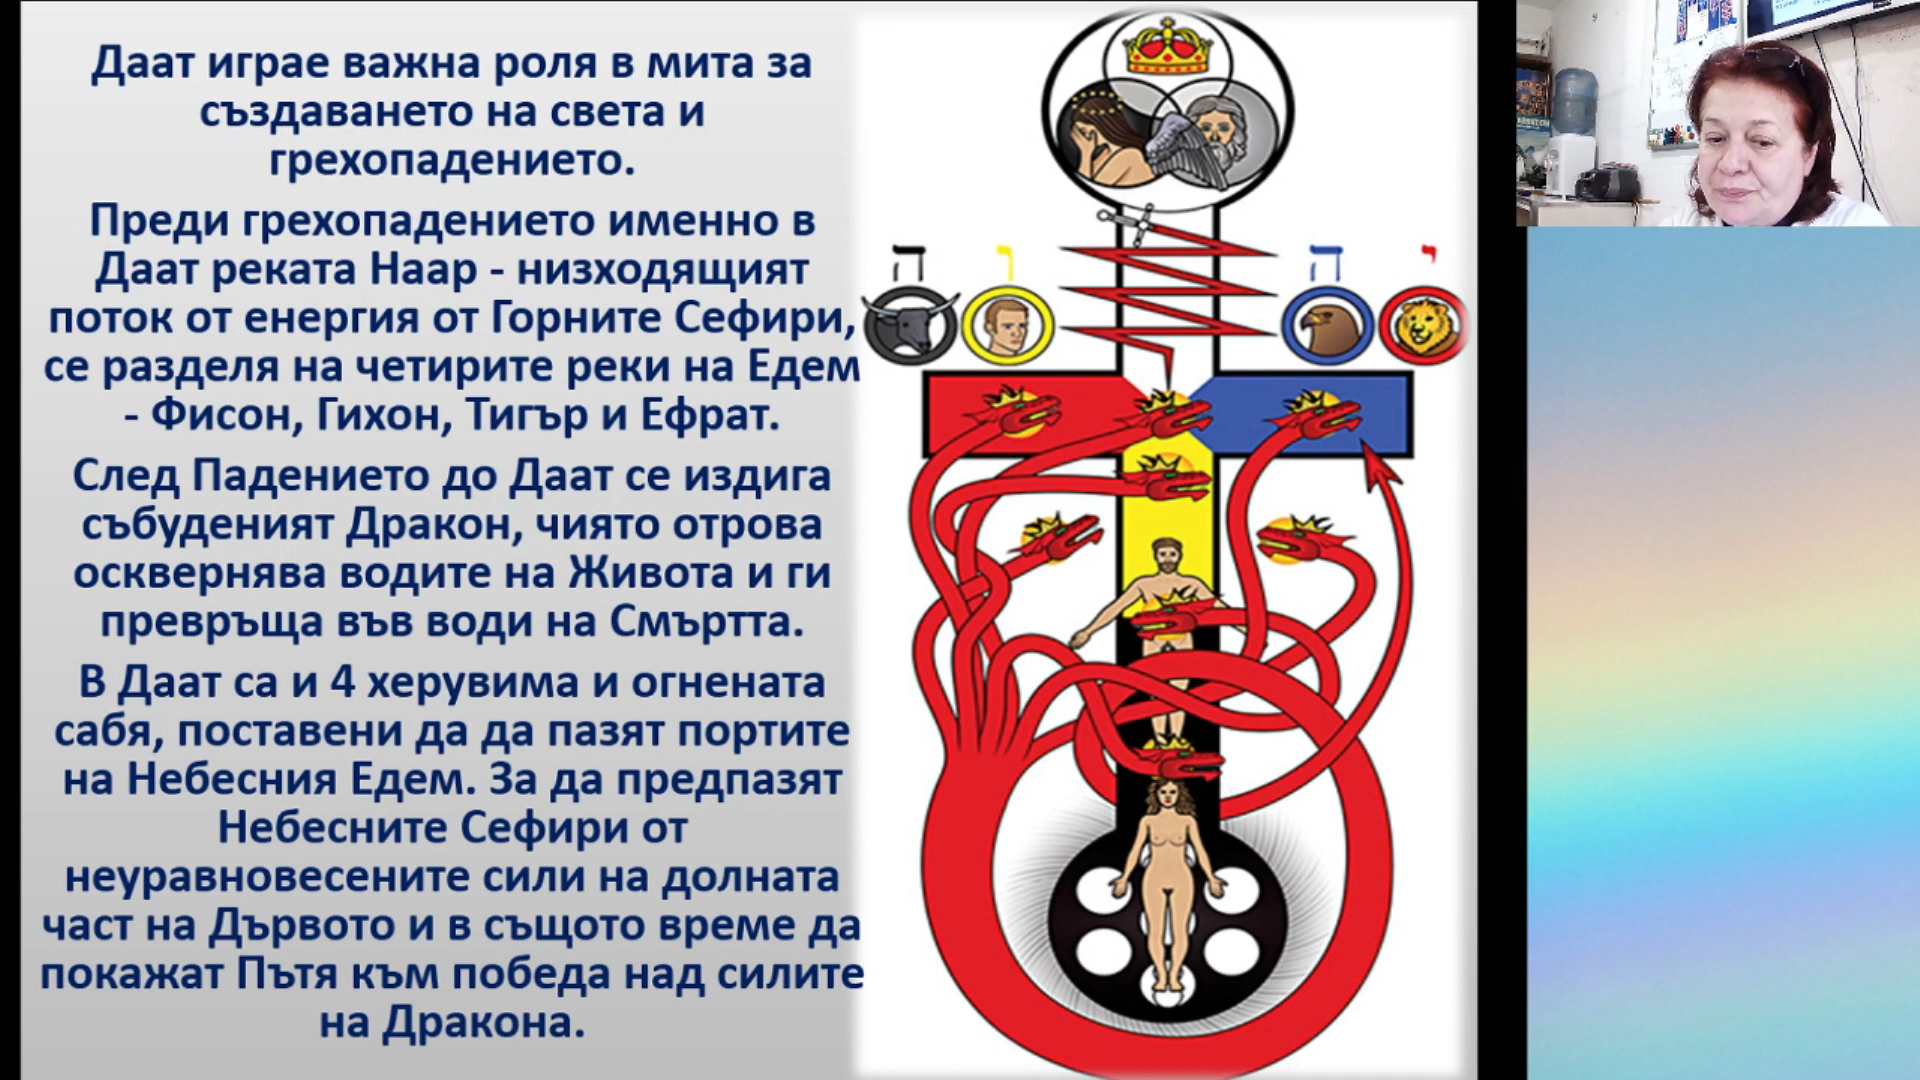 Даат играе важна роля в мита за
създаването на света и
грехопадението.
Преди грехопадението именно в
Даат реката Наар - низходящият
поток от енергия от Горните Сефири,
се разделя на четирите реки на Едем
- Фисон, Гихон, Тигър и Ефрат.
След Падението до Даат се издига
събуденият Дракон, чиято отрова
осквернява водите на Живота и ги
превръща във води на Смъртта.
В Даат са и 4 херувима и огнената
сабя, поставени да да пазят портите
на Небесния Едем. За да предпазят
Небесните Сефири от
неуравновесените сили на долната
част на Дървото и в същото време да
покажат Пътя към победа над силите
на Дракона.
ה ו ה י